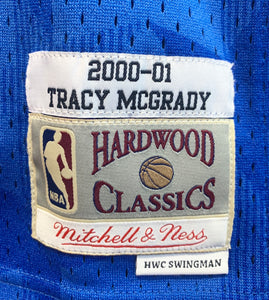 2000-01
TRACY MCGRADY
NBA
HARDWOOD
CLASSICS
Mitchell & Ness
HWC SWINGMAN